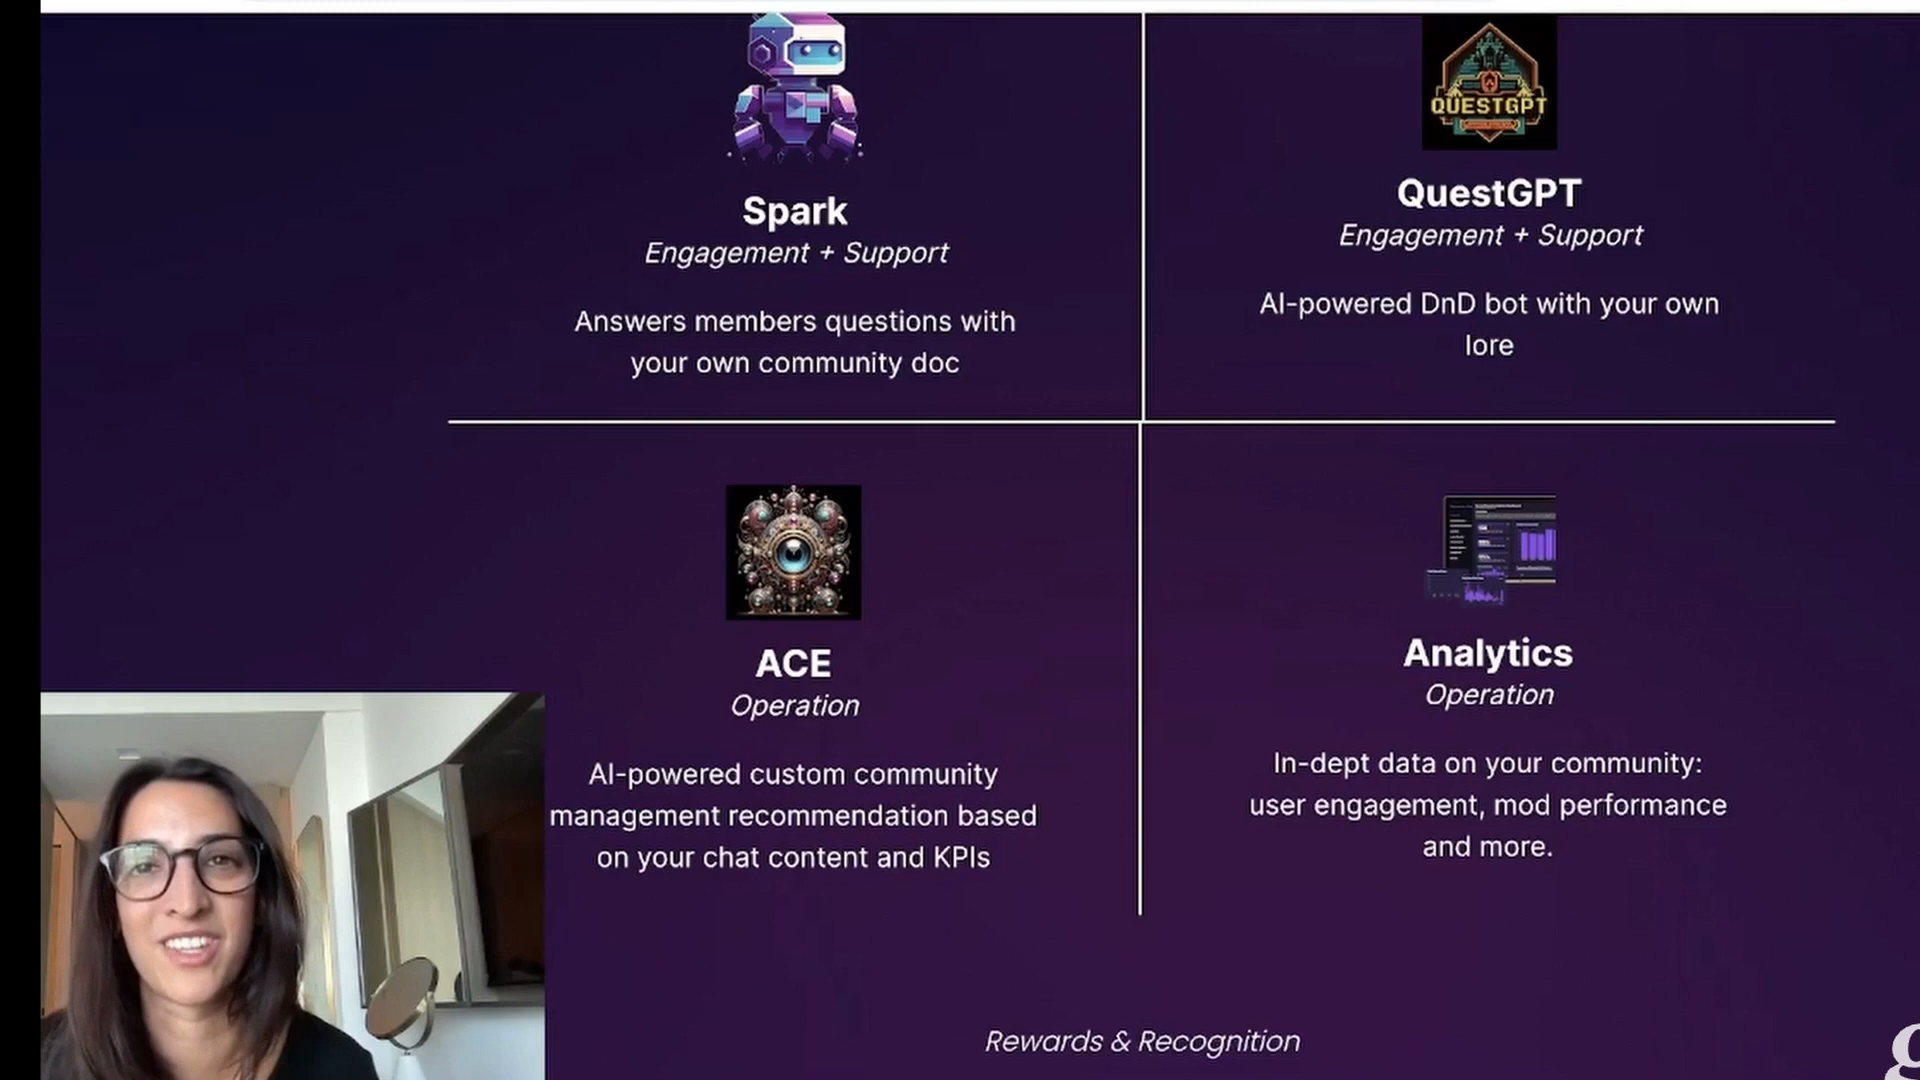 QUESTGPT
Spark
Engagement + Support
Answers members questions with
your own community doc
QuestGPT
Engagement + Support
AI-powered DnD bot with your own
lore
ACE
Operation
AI-powered custom community
management recommendation based
on your chat content and KPIs
Analytics
Operation
In-dept data on your community:
user engagement, mod performance
and more.
Rewards & Recognition
g